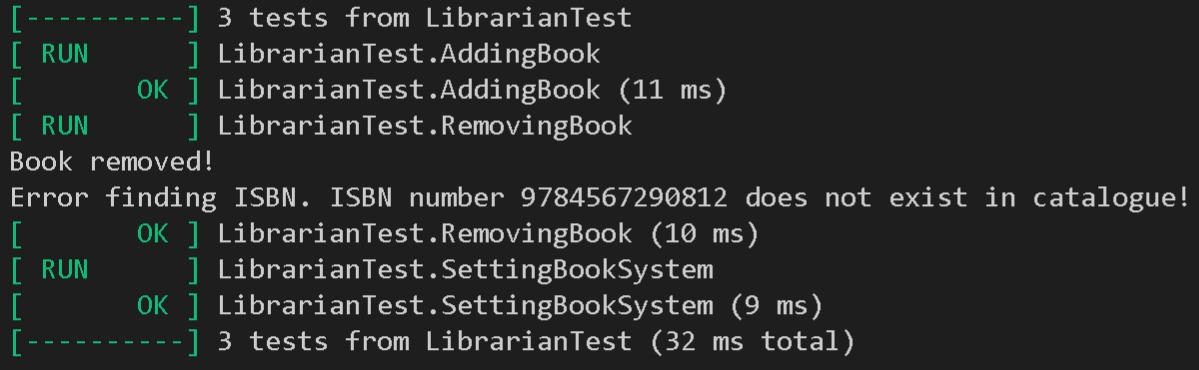 [----------] 3 tests from LibrarianTest
[ RUN      ] LibrarianTest.AddingBook
[       OK ] LibrarianTest.AddingBook (11 ms)
[ RUN      ] LibrarianTest.RemovingBook
Book removed!
Error finding ISBN. ISBN number 9784567290812 does not exist in catalogue!
[       OK ] LibrarianTest.RemovingBook (10 ms)
[ RUN      ] LibrarianTest.SettingBookSystem
[       OK ] LibrarianTest.SettingBookSystem (9 ms)
[----------] 3 tests from LibrarianTest (32 ms total)